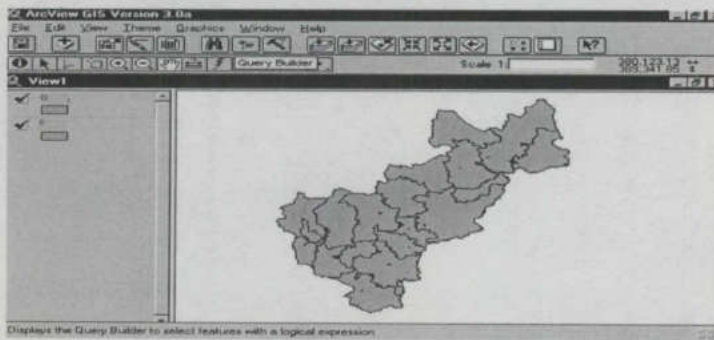 ArcView GIS Version 3.0a
File Edit View Theme Graphics Window Help
Query Builder
Scale 1:
View1
Displays the Query Builder to select features with a logical expression